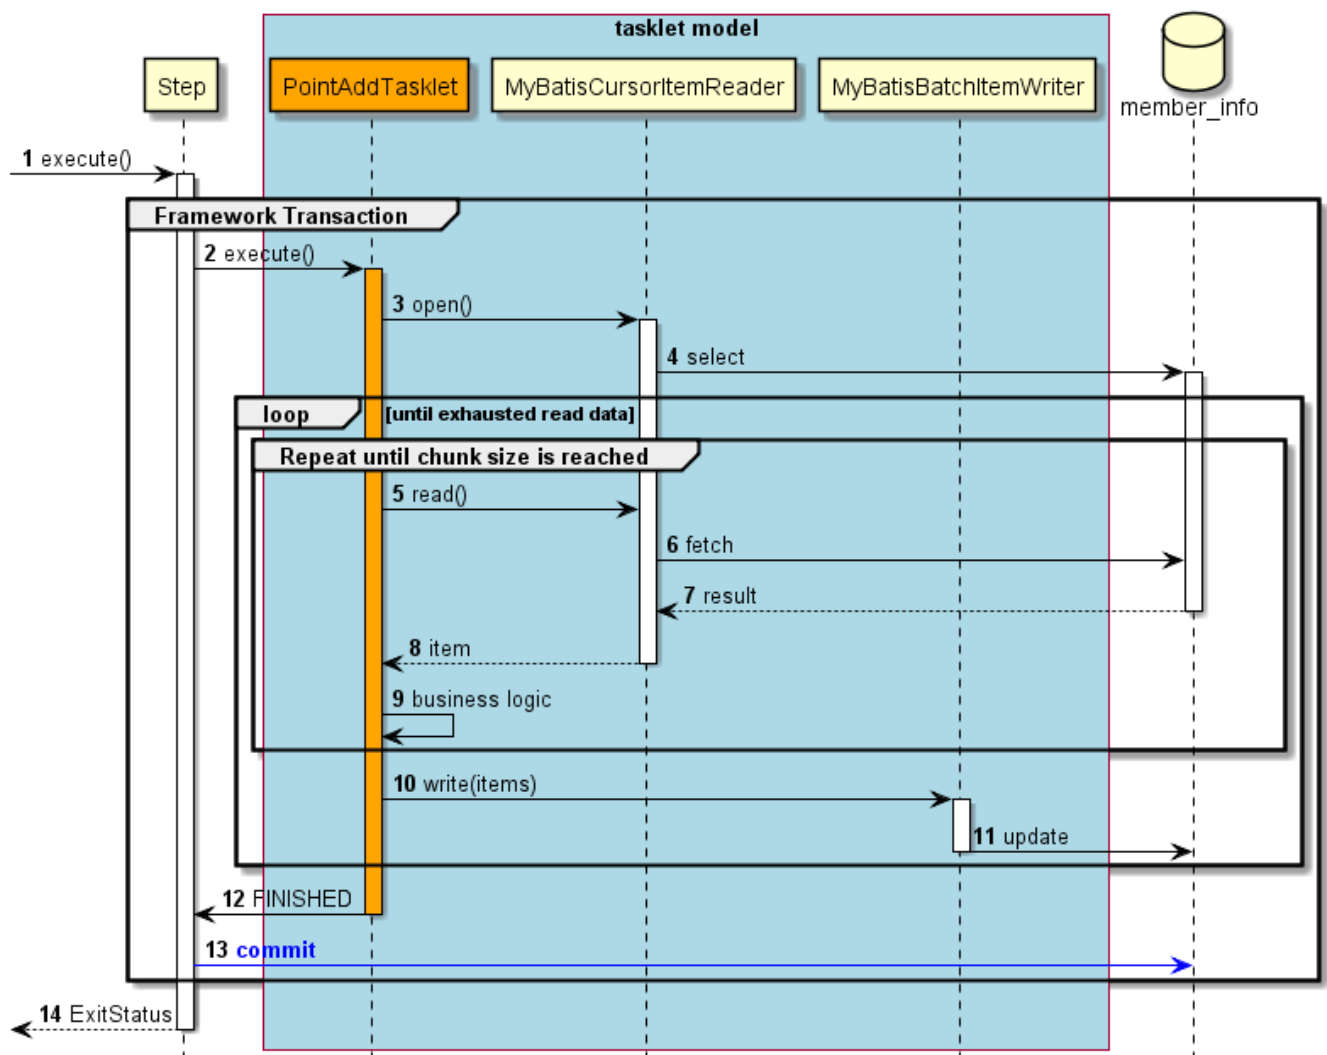 tasklet model
Step
PointAddTasklet
MyBatisCursorItemReader
MyBatisBatchItemWriter
member_info
1 execute()
Framework Transaction
2 execute()
3 open()
4 select
loop [until exhausted read data]
Repeat until chunk size is reached
5 read()
6 fetch
7 result
8 item
9 business logic
10 write(items)
11 update
12 FINISHED
13 commit
14 ExitStatus